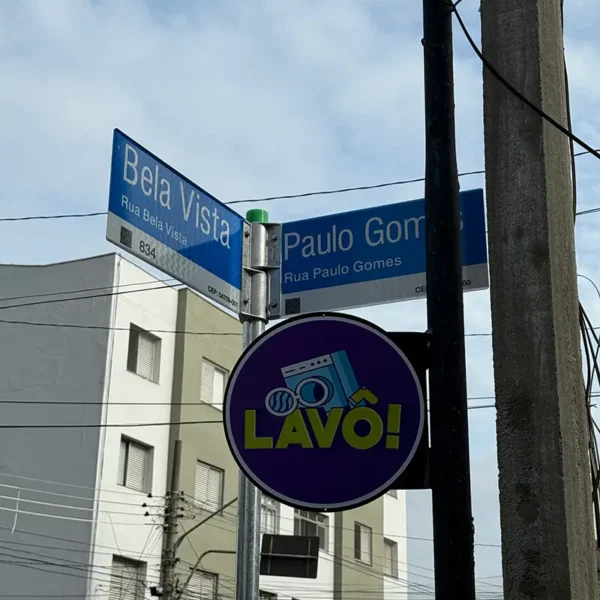 Bela Vista
Rua Bela Vista
834
Paulo Gomes
Rua Paulo Gomes
LAVÔ!